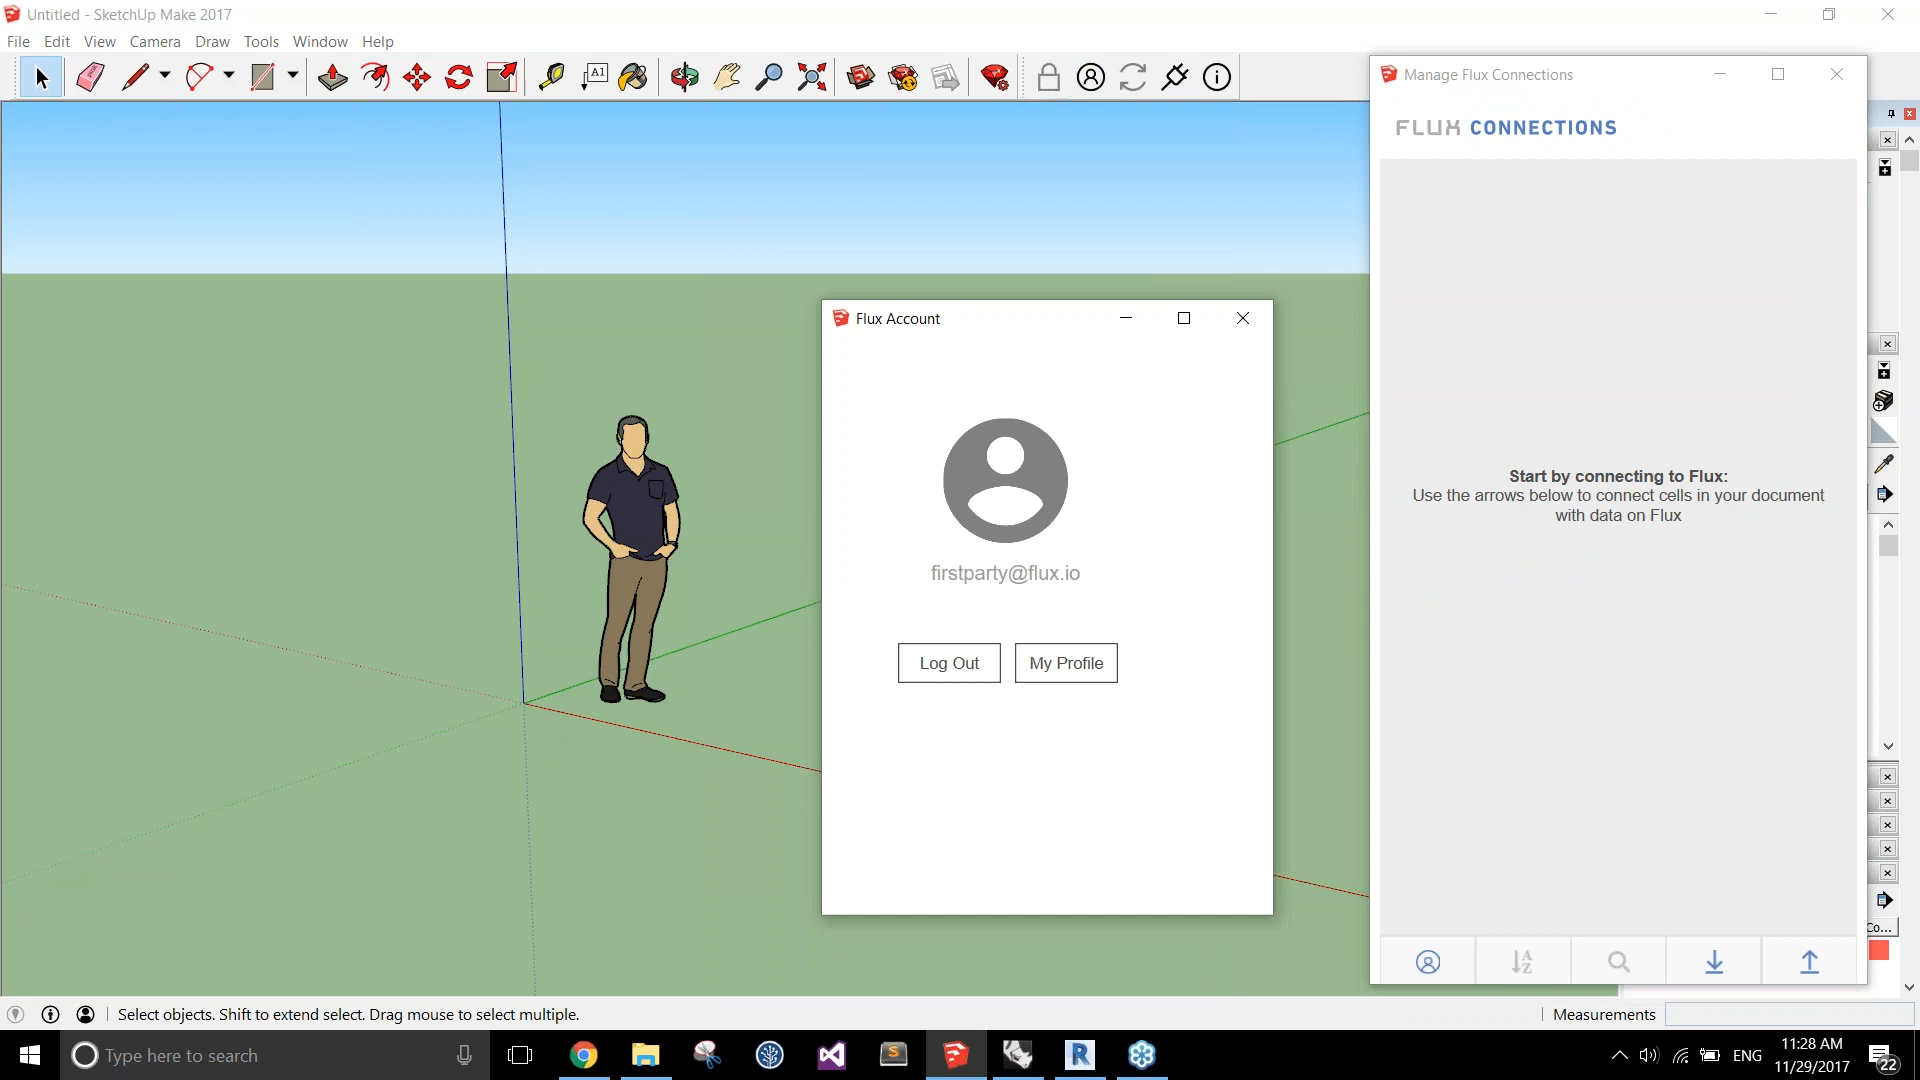 Untitled - SketchUp Make 2017
File Edit View Camera Draw Tools Window Help
A1
Manage Flux Connections
FLUX CONNECTIONS
Start by connecting to Flux:
Use the arrows below to connect cells in your document
with data on Flux
Flux Account
firstparty@flux.io
Log Out
My Profile
A
Z
Co...
Select objects. Shift to extend select. Drag mouse to select multiple.
Measurements
Type here to search
S
R
ENG
11:28 AM
11/29/2017
22